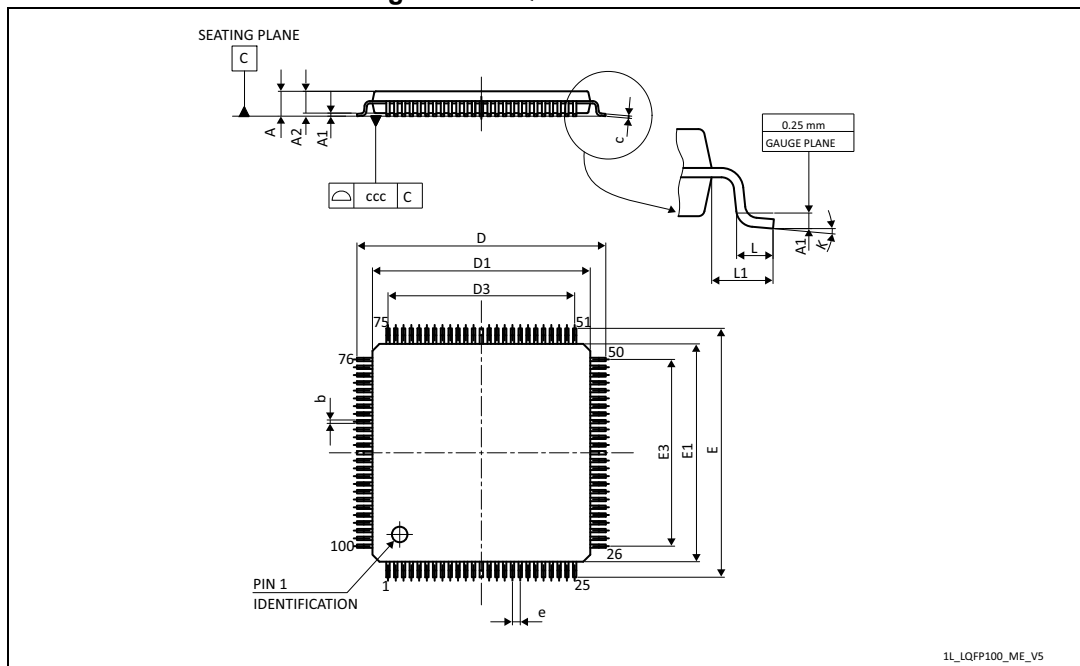 SEATING PLANE
C
A
A2
A1
c
0.25 mm
GAUGE PLANE
ccc C
A1
K
L
L1
D
D1
D3
75
51
76
50
b
E3
E1
E
100
26
PIN 1
IDENTIFICATION
1
25
e
1L_LQFP100_ME_V5